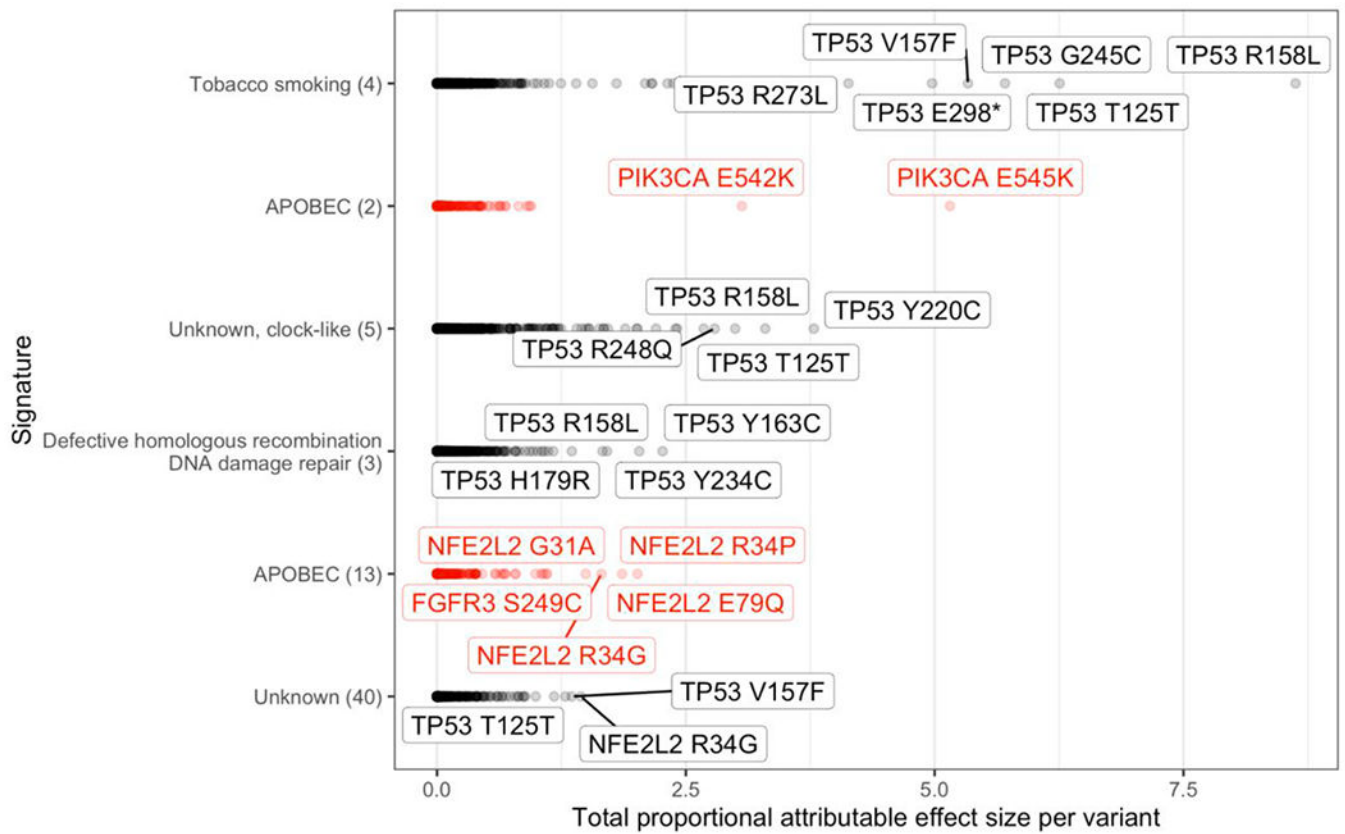 TP53 V157F
TP53 G245C
TP53 R158L
Tobacco smoking (4)
TP53 R273L
TP53 E298*
TP53 T125T
PIK3CA E542K
PIK3CA E545K
APOBEC (2)
TP53 R158L
TP53 Y220C
Unknown, clock-like (5)
TP53 R248Q
TP53 T125T
Signature
TP53 R158L
TP53 Y163C
Defective homologous recombination
DNA damage repair (3)
TP53 H179R
TP53 Y234C
NFE2L2 G31A
NFE2L2 R34P
APOBEC (13)
FGFR3 S249C
NFE2L2 E79Q
NFE2L2 R34G
Unknown (40)
TP53 V157F
TP53 T125T
NFE2L2 R34G
0.0
2.5
5.0
7.5
Total proportional attributable effect size per variant